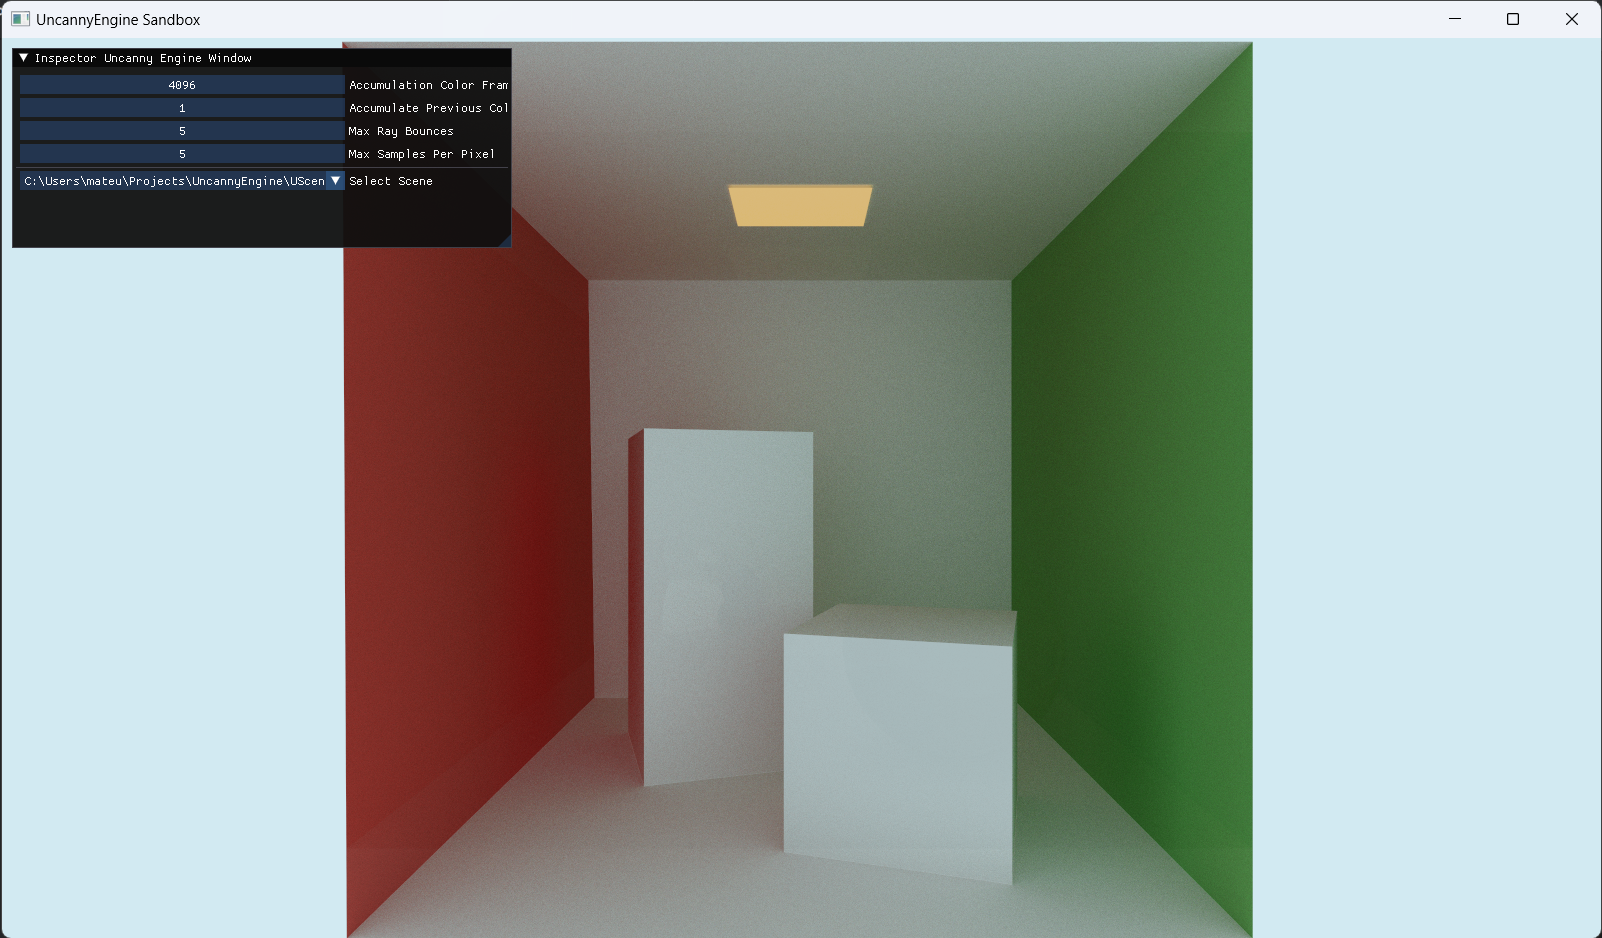 UncannyEngine Sandbox
Inspector Uncanny Engine Window
4096 Accumulation Color Fram
1 Accumulate Previous Col
5 Max Ray Bounces
5 Max Samples Per Pixel
C:\Users\mateu\Projects\UncannyEngine\UScen Select Scene